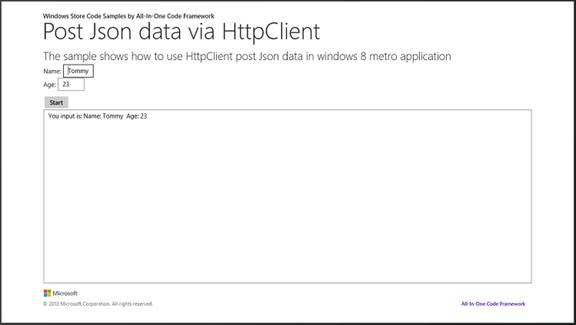 Windows Store Code Samples by All-In-One Code Framework
Post Json data via HttpClient
The sample shows how to use HttpClient post Json data in windows 8 metro application
Name: Tommy
Age: 23
Start
You input is: Name: Tommy Age: 23
Microsoft
© 2013 Microsoft Corporation. All rights reserved.
All-In-One Code Framework